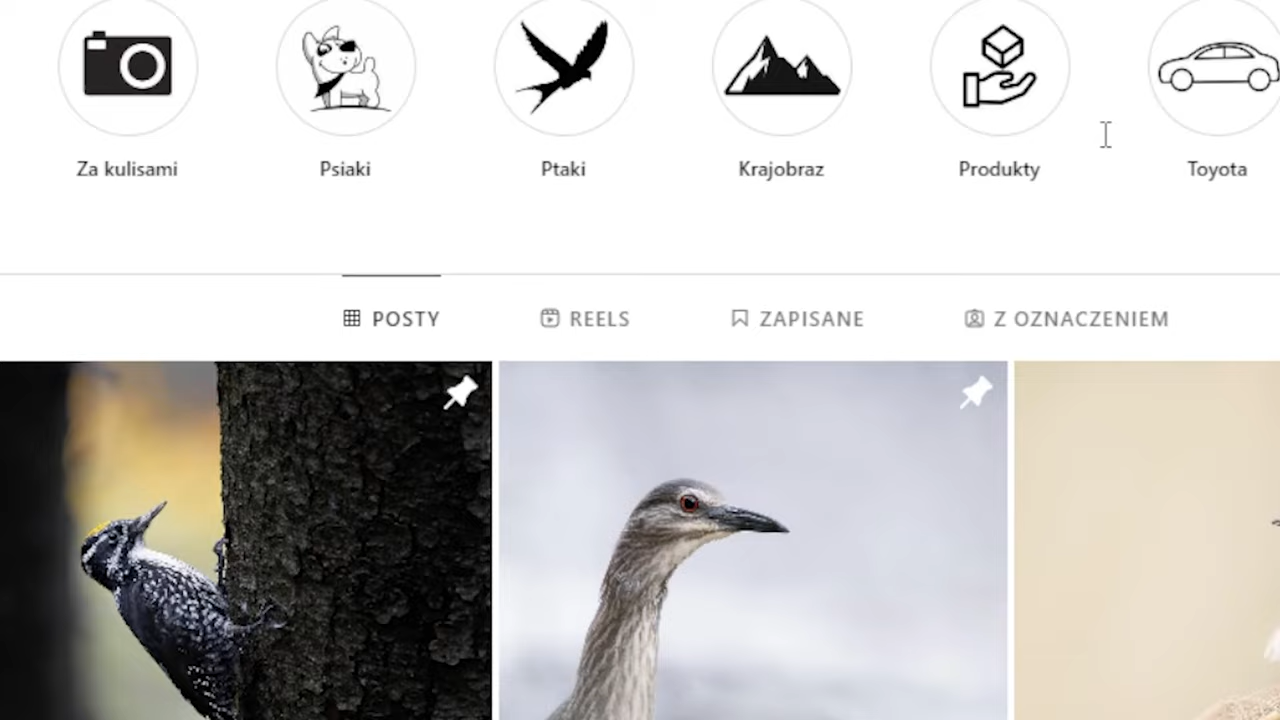 Za kulisami
Psiaki
Ptaki
Krajobraz
Produkty
Toyota
POSTY
REELS
ZAPISANE
Z OZNACZENIEM